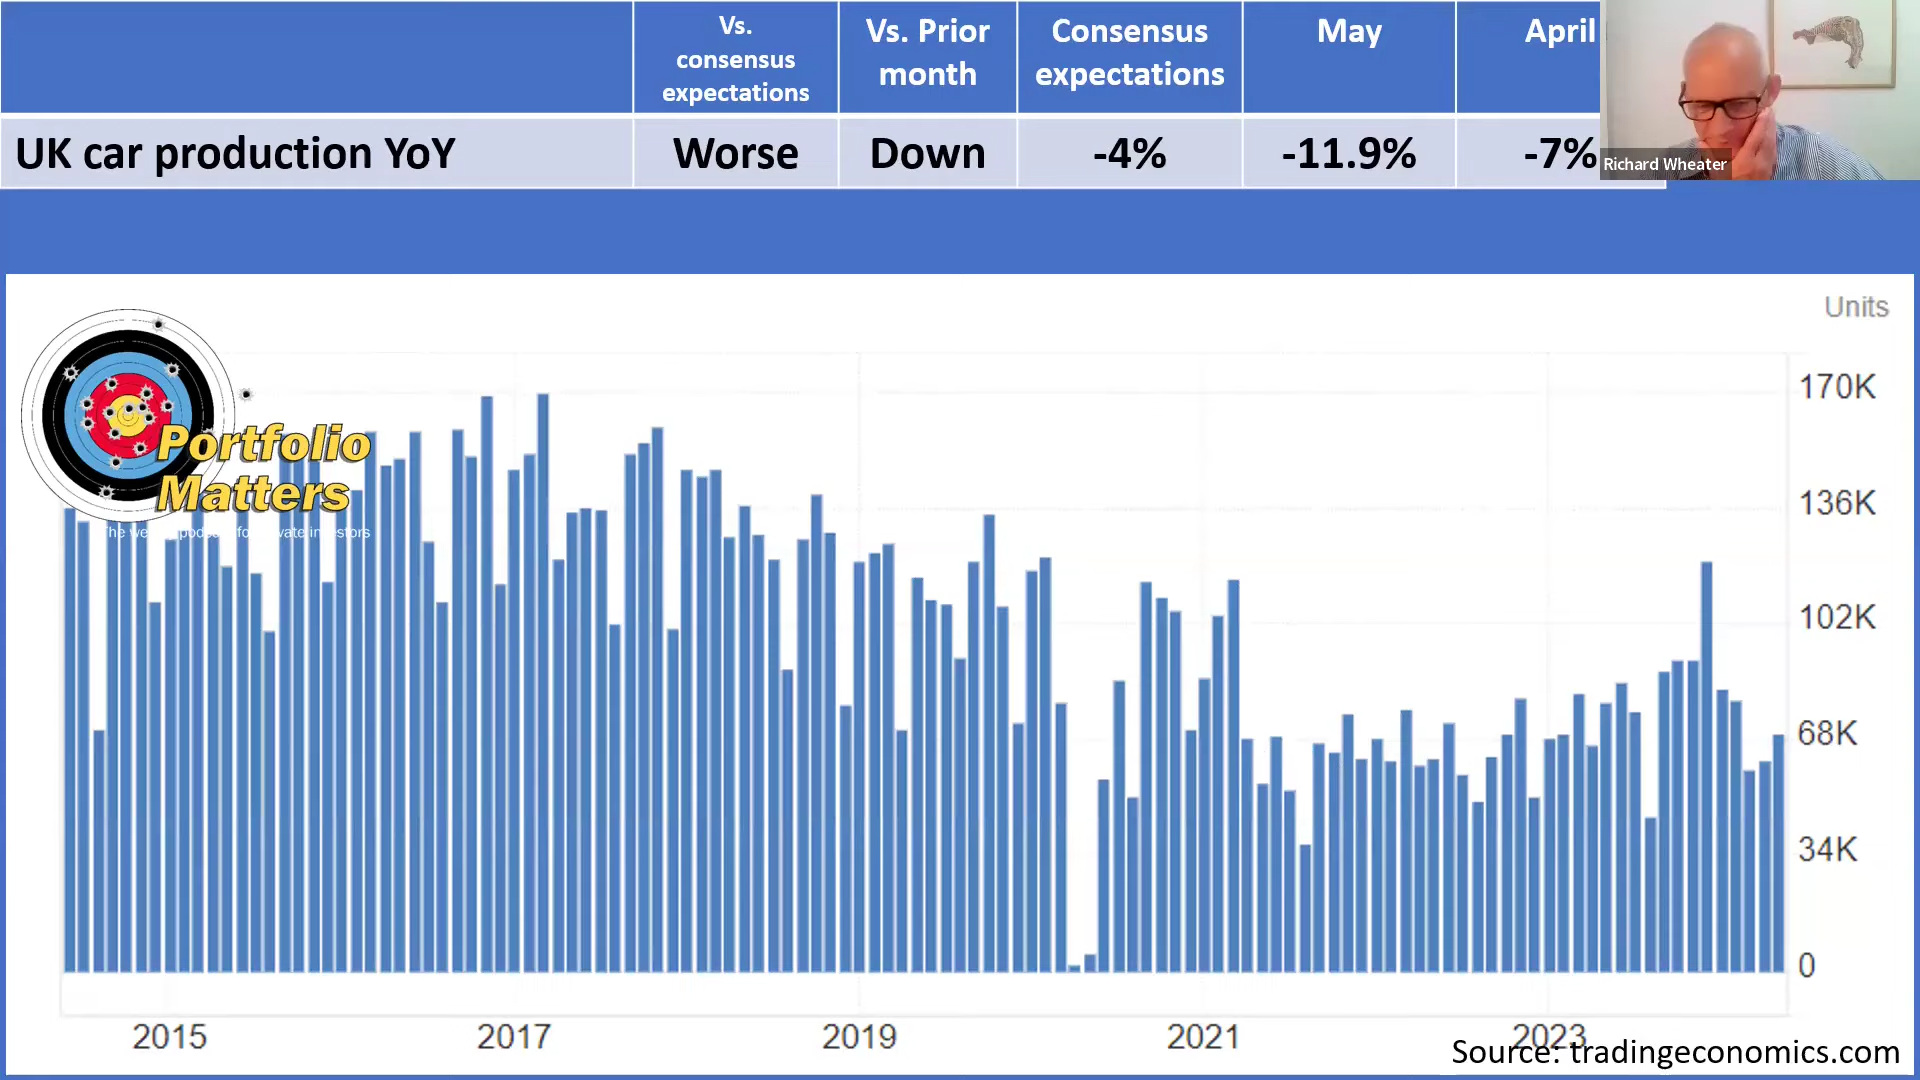 Vs.
consensus
expectations
Vs. Prior
month
Consensus
expectations
May
April
UK car production YoY
Worse
Down
-4%
-11.9%
-7%
Richard Wheater
Units
Portfolio
Matters
170K
136K
102K
68K
34K
0
2015
2017
2019
2021
2023
Source: tradingeconomics.com